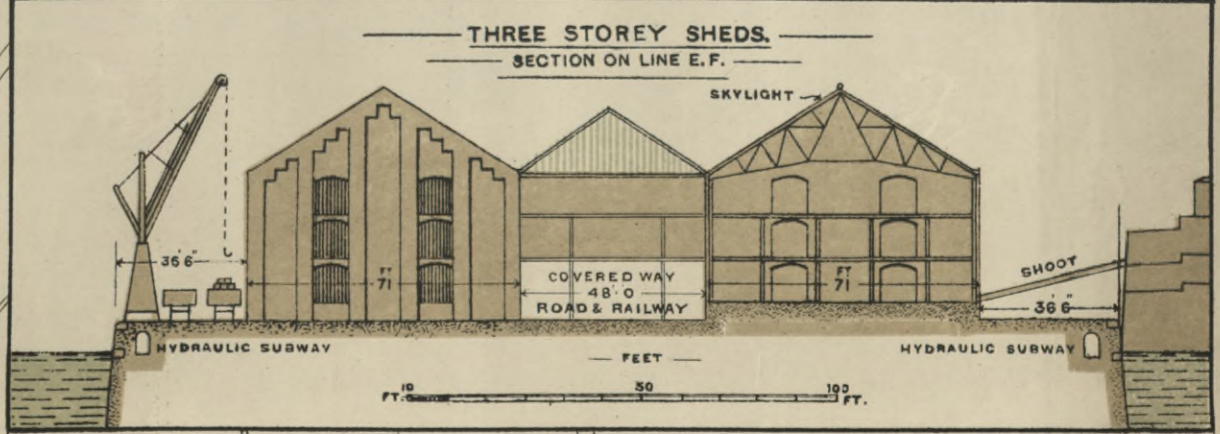 THREE STOREY SHEDS.
SECTION ON LINE E.F.
SKYLIGHT
36'6"
FT
71
COVERED WAY
48'·0
ROAD & RAILWAY
FT
71
SHOOT
36'6"
HYDRAULIC SUBWAY
HYDRAULIC SUBWAY
FEET
10
50
100
FT.
FT.